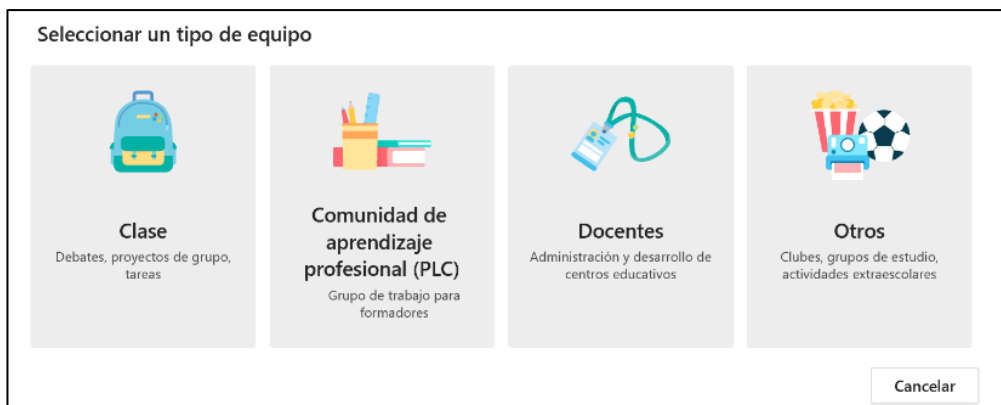 Seleccionar un tipo de equipo
Clase
Debates, proyectos de grupo,
tareas
Comunidad de
aprendizaje
profesional (PLC)
Grupo de trabajo para
formadores
Docentes
Administración y desarrollo de
centros educativos
Otros
Clubes, grupos de estudio,
actividades extraescolares
Cancelar